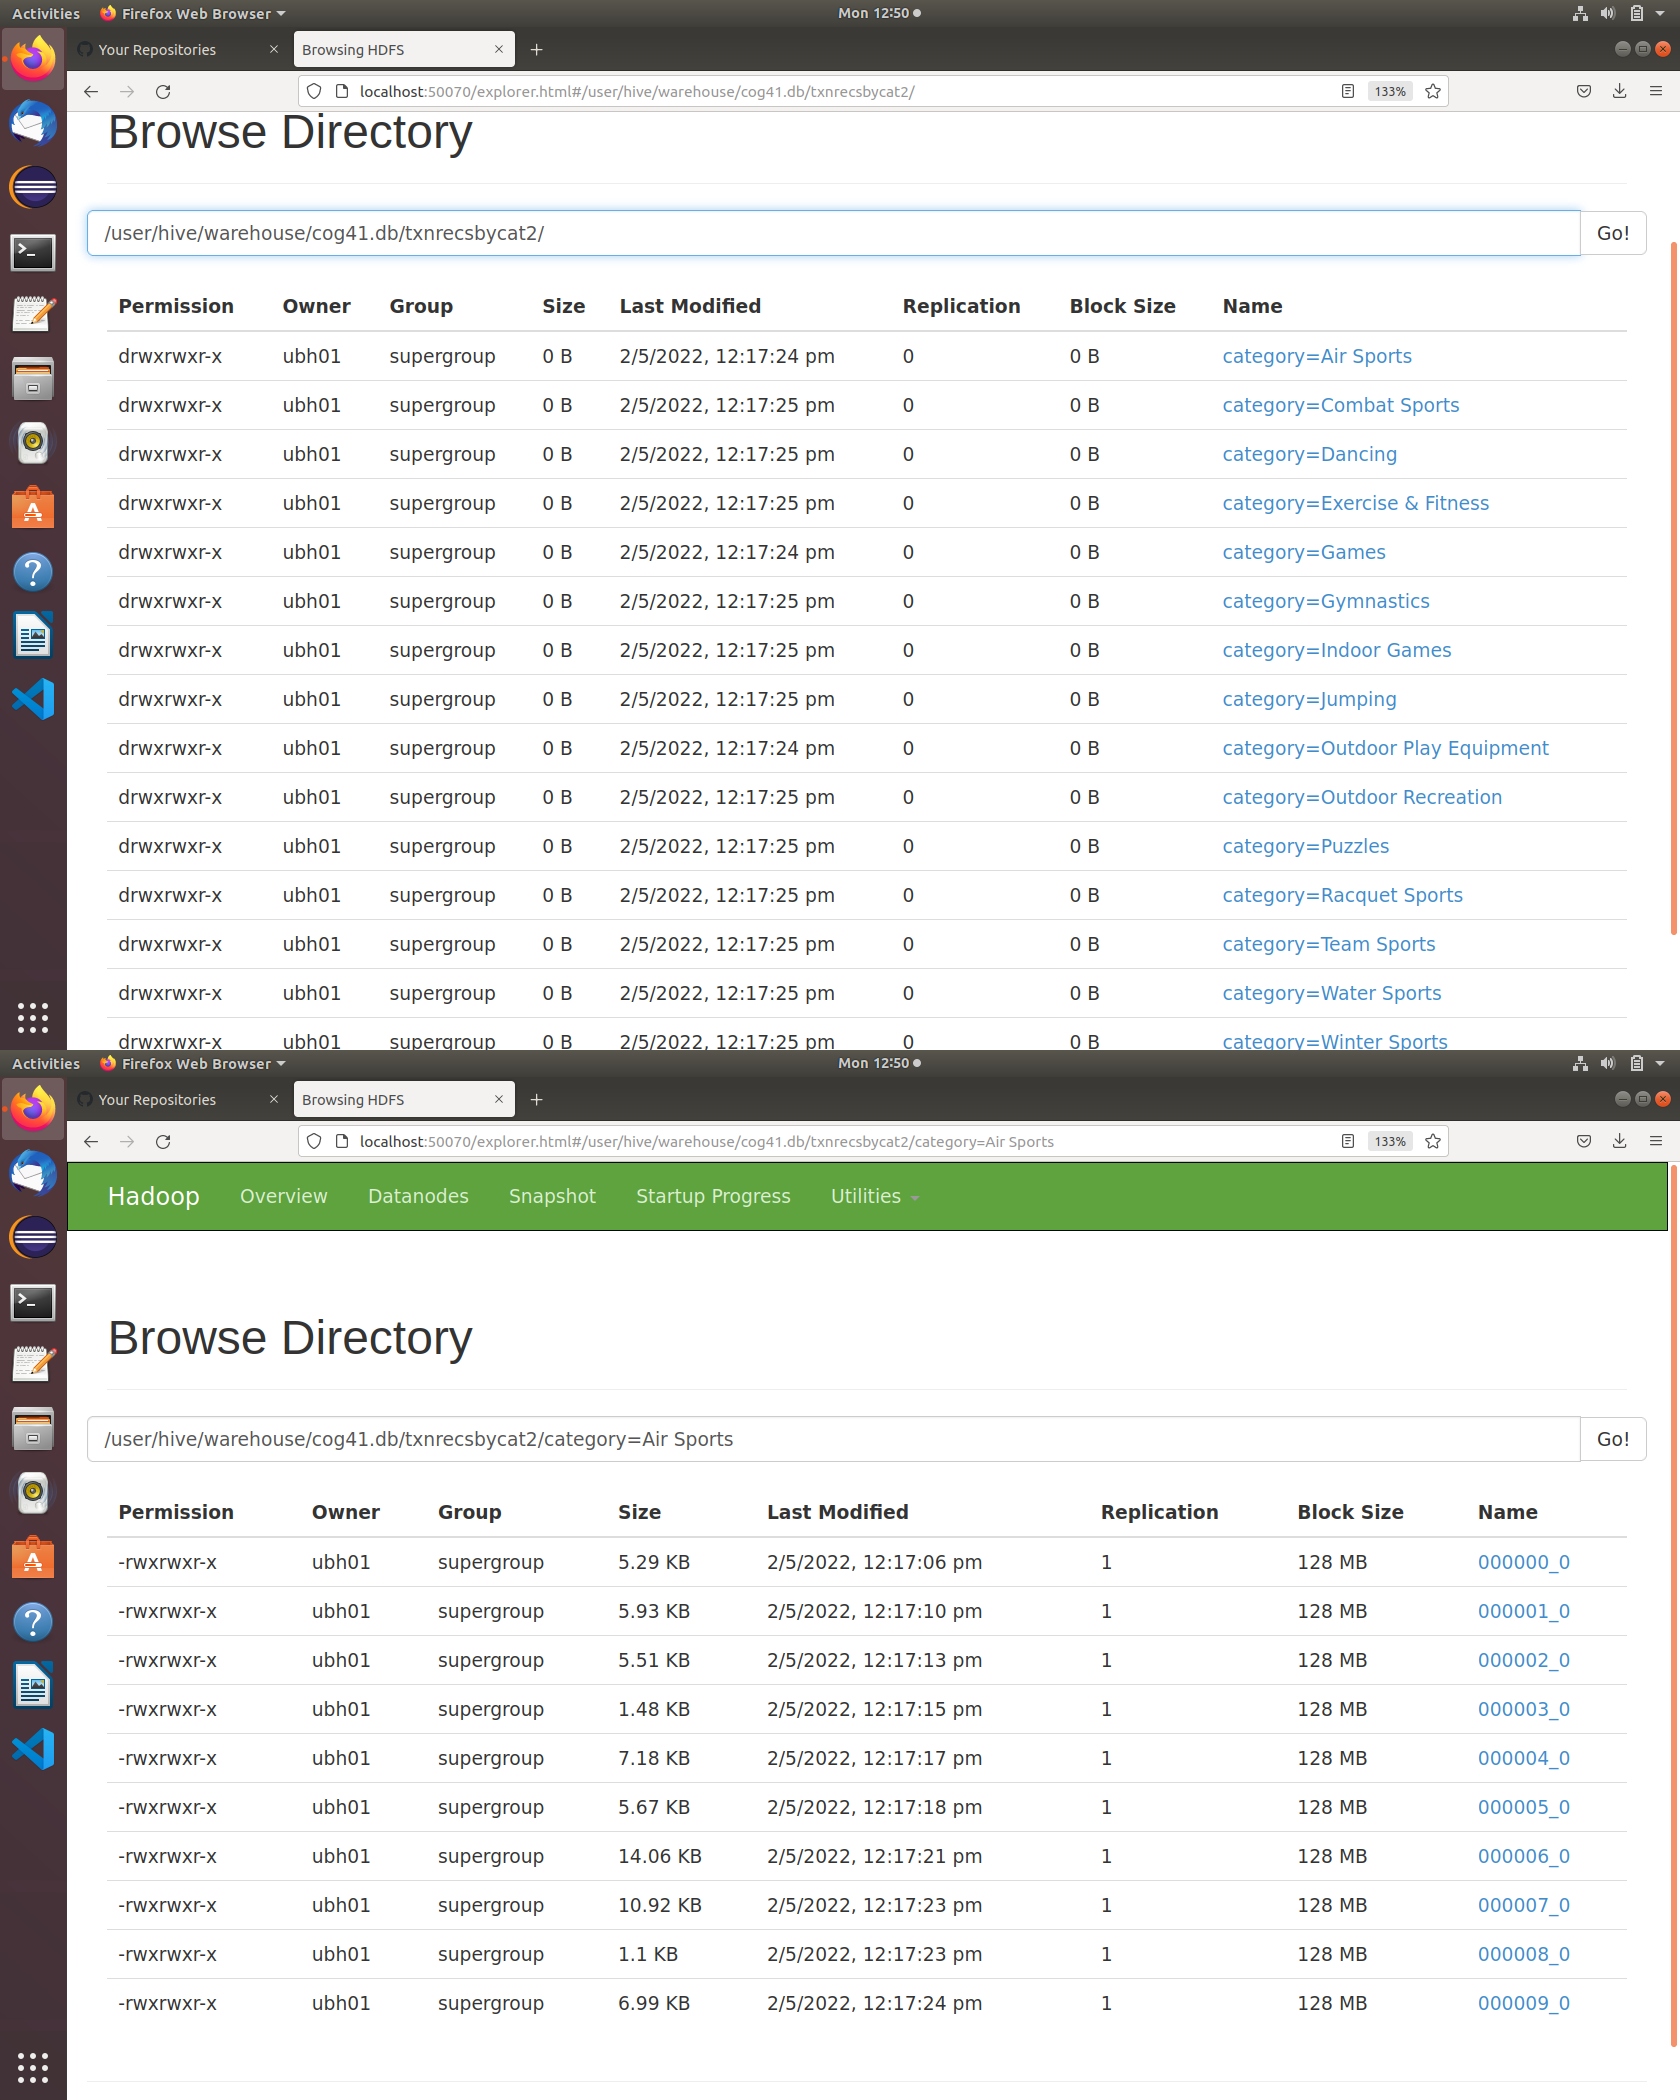 Activities Firefox Web Browser Mon 12:50
Your Repositories Browsing HDFS
localhost:50070/explorer.html#/user/hive/warehouse/cog41.db/txnrecsbycat2/ 133%
Browse Directory
/user/hive/warehouse/cog41.db/txnrecsbycat2/ Go!
Permission Owner Group Size Last Modified Replication Block Size Name
drwxrwxr-x ubh01 supergroup 0 B 2/5/2022, 12:17:24 pm 0 0 B category=Air Sports
drwxrwxr-x ubh01 supergroup 0 B 2/5/2022, 12:17:25 pm 0 0 B category=Combat Sports
drwxrwxr-x ubh01 supergroup 0 B 2/5/2022, 12:17:25 pm 0 0 B category=Dancing
drwxrwxr-x ubh01 supergroup 0 B 2/5/2022, 12:17:25 pm 0 0 B category=Exercise & Fitness
drwxrwxr-x ubh01 supergroup 0 B 2/5/2022, 12:17:24 pm 0 0 B category=Games
drwxrwxr-x ubh01 supergroup 0 B 2/5/2022, 12:17:25 pm 0 0 B category=Gymnastics
drwxrwxr-x ubh01 supergroup 0 B 2/5/2022, 12:17:25 pm 0 0 B category=Indoor Games
drwxrwxr-x ubh01 supergroup 0 B 2/5/2022, 12:17:25 pm 0 0 B category=Jumping
drwxrwxr-x ubh01 supergroup 0 B 2/5/2022, 12:17:24 pm 0 0 B category=Outdoor Play Equipment
drwxrwxr-x ubh01 supergroup 0 B 2/5/2022, 12:17:25 pm 0 0 B category=Outdoor Recreation
drwxrwxr-x ubh01 supergroup 0 B 2/5/2022, 12:17:25 pm 0 0 B category=Puzzles
drwxrwxr-x ubh01 supergroup 0 B 2/5/2022, 12:17:25 pm 0 0 B category=Racquet Sports
drwxrwxr-x ubh01 supergroup 0 B 2/5/2022, 12:17:25 pm 0 0 B category=Team Sports
drwxrwxr-x ubh01 supergroup 0 B 2/5/2022, 12:17:25 pm 0 0 B category=Water Sports
drwxrwxr-x ubh01 supergroup 0 B 2/5/2022, 12:17:25 pm 0 0 B category=Winter Sports
Activities Firefox Web Browser Mon 12:50
Your Repositories Browsing HDFS
localhost:50070/explorer.html#/user/hive/warehouse/cog41.db/txnrecsbycat2/category=Air Sports 133%
Hadoop Overview Datanodes Snapshot Startup Progress Utilities
Browse Directory
/user/hive/warehouse/cog41.db/txnrecsbycat2/category=Air Sports Go!
Permission Owner Group Size Last Modified Replication Block Size Name
-rwxrwxr-x ubh01 supergroup 5.29 KB 2/5/2022, 12:17:06 pm 1 128 MB 000000_0
-rwxrwxr-x ubh01 supergroup 5.93 KB 2/5/2022, 12:17:10 pm 1 128 MB 000001_0
-rwxrwxr-x ubh01 supergroup 5.51 KB 2/5/2022, 12:17:13 pm 1 128 MB 000002_0
-rwxrwxr-x ubh01 supergroup 1.48 KB 2/5/2022, 12:17:15 pm 1 128 MB 000003_0
-rwxrwxr-x ubh01 supergroup 7.18 KB 2/5/2022, 12:17:17 pm 1 128 MB 000004_0
-rwxrwxr-x ubh01 supergroup 5.67 KB 2/5/2022, 12:17:18 pm 1 128 MB 000005_0
-rwxrwxr-x ubh01 supergroup 14.06 KB 2/5/2022, 12:17:21 pm 1 128 MB 000006_0
-rwxrwxr-x ubh01 supergroup 10.92 KB 2/5/2022, 12:17:23 pm 1 128 MB 000007_0
-rwxrwxr-x ubh01 supergroup 1.1 KB 2/5/2022, 12:17:23 pm 1 128 MB 000008_0
-rwxrwxr-x ubh01 supergroup 6.99 KB 2/5/2022, 12:17:24 pm 1 128 MB 000009_0